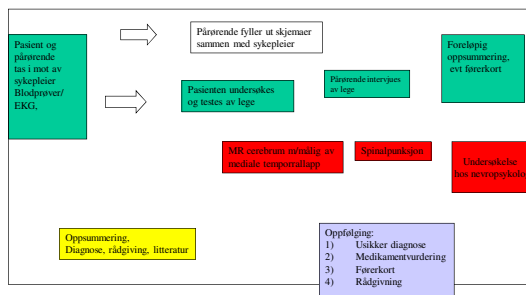 Pasient og
pårørende
tas i mot av
sykepleier
Blodprøver/
EKG,
Pårørende fyller ut skjemaer
sammen med sykepleier
Pasienten undersøkes
og testes av lege
Pårørende intervjues
av lege
Foreløpig
oppsummering,
evt førerkort
MR cerebrum m/målig av
mediale temporrallapp
Spinalpunksjon
Undersøkelse
hos nevropsykolo
Oppsummering,
Diagnose, rådgiving, litteratur
Oppfølging:
1) Usikker diagnose
2) Medikamentvurdering
3) Førerkort
4) Rådgivning